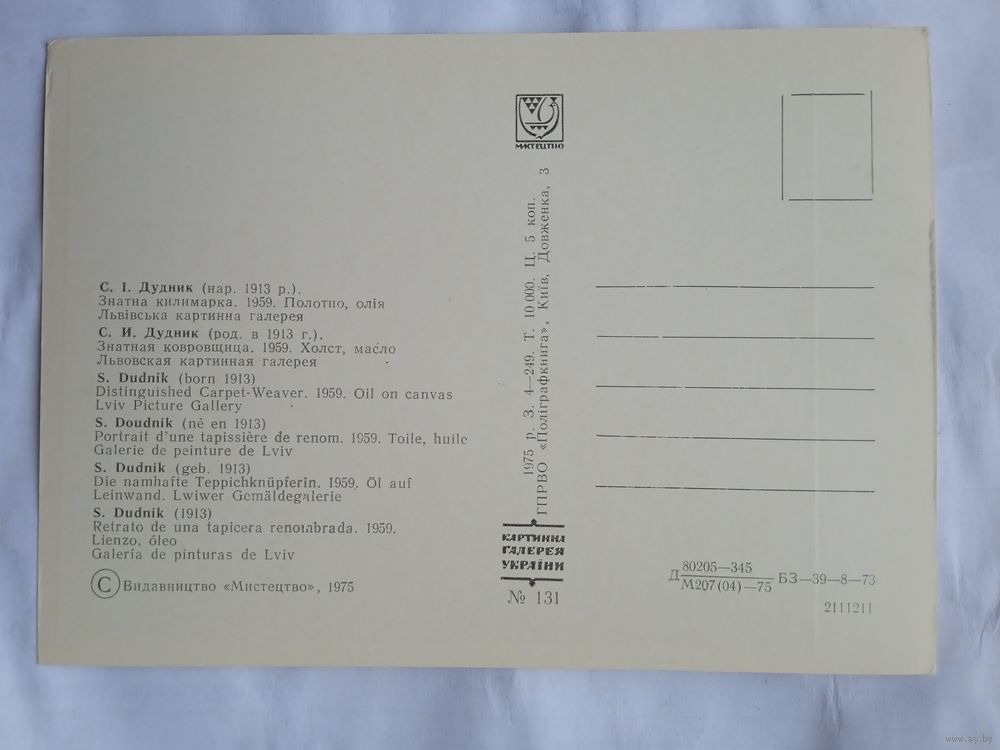 С. І. Дудник (нар. 1913 р.).
Знатна килимарка. 1959. Полотно, олія
Львівська картинна галерея
С. И. Дудник (род. в 1913 г.).
Знатная ковровщица. 1959. Холст, масло
Львовская картинная галерея
S. Dudnik (born 1913)
Distinguished Carpet-Weaver. 1959. Oil on canvas
Lviv Picture Gallery
S. Doudnik (né en 1913)
Portrait d'une tapissière de renom. 1959. Toile, huile
Galerie de peinture de Lviv
S. Dudnik (geb. 1913)
Die namhafte Teppichknüpferin. 1959. Öl auf
Leinwand. Lwiwer Gemäldegalerie
S. Dudnik (1913)
Retrato de una tapicera renombrada. 1959.
Lienzo, óleo
Galería de pinturas de Lviv
© Видавництво «Мистецтво», 1975
МИСТЕЦТВО
1975 р. З. 4—249. Т. 10 000. Ц. 5 коп.
ГПРВО «Поліграфкнига», Київ, Довженка, 3
КАРТИННА
ГАЛЕРЕЯ
УКРАЇНИ
№ 131
Д 80205—345
М207(04)—75 БЗ—39—8—73
2111211
www.ay.by